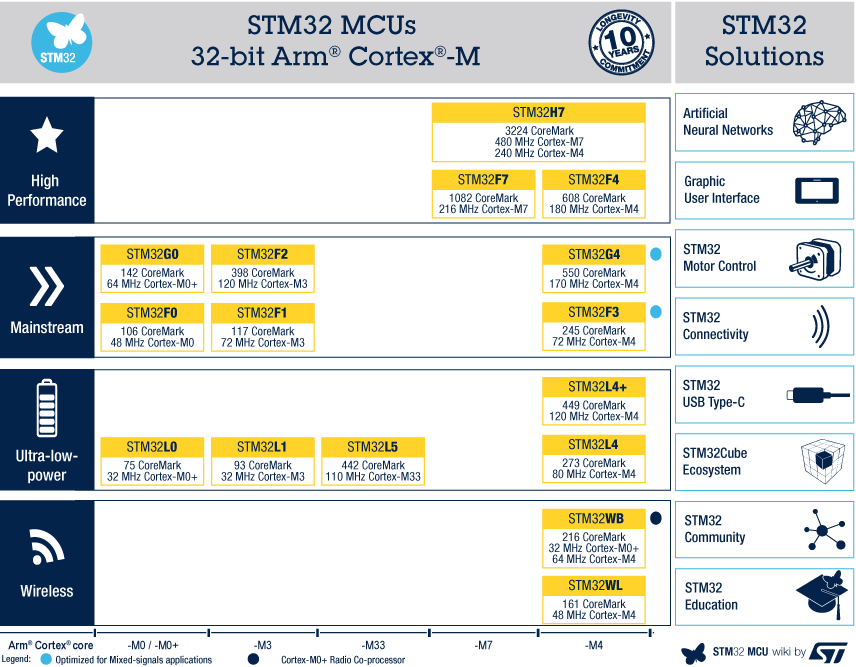 STM32
STM32 MCUs
32-bit Arm® Cortex®-M
LONGEVITY
10
YEARS
COMMITMENT
STM32
Solutions
High
Performance
STM32H7
3224 CoreMark
480 MHz Cortex-M7
240 MHz Cortex-M4
STM32F7
1082 CoreMark
216 MHz Cortex-M7
STM32F4
608 CoreMark
180 MHz Cortex-M4
Mainstream
STM32G0
142 CoreMark
64 MHz Cortex-M0+
STM32F2
398 CoreMark
120 MHz Cortex-M3
STM32G4
550 CoreMark
170 MHz Cortex-M4
STM32F0
106 CoreMark
48 MHz Cortex-M0
STM32F1
117 CoreMark
72 MHz Cortex-M3
STM32F3
245 CoreMark
72 MHz Cortex-M4
Ultra-low-
power
STM32L4+
449 CoreMark
120 MHz Cortex-M4
STM32L0
75 CoreMark
32 MHz Cortex-M0+
STM32L1
93 CoreMark
32 MHz Cortex-M3
STM32L5
442 CoreMark
110 MHz Cortex-M33
STM32L4
273 CoreMark
80 MHz Cortex-M4
Wireless
STM32WB
216 CoreMark
32 MHz Cortex-M0+
64 MHz Cortex-M4
STM32WL
161 CoreMark
48 MHz Cortex-M4
Arm® Cortex® core
-M0 / -M0+
-M3
-M33
-M7
-M4
Legend:
Optimized for Mixed-signals applications
Cortex-M0+ Radio Co-processor
Artificial
Neural Networks
Graphic
User Interface
STM32
Motor Control
STM32
Connectivity
STM32
USB Type-C
STM32Cube
Ecosystem
STM32
Community
STM32
Education
STM32 MCU wiki by ST